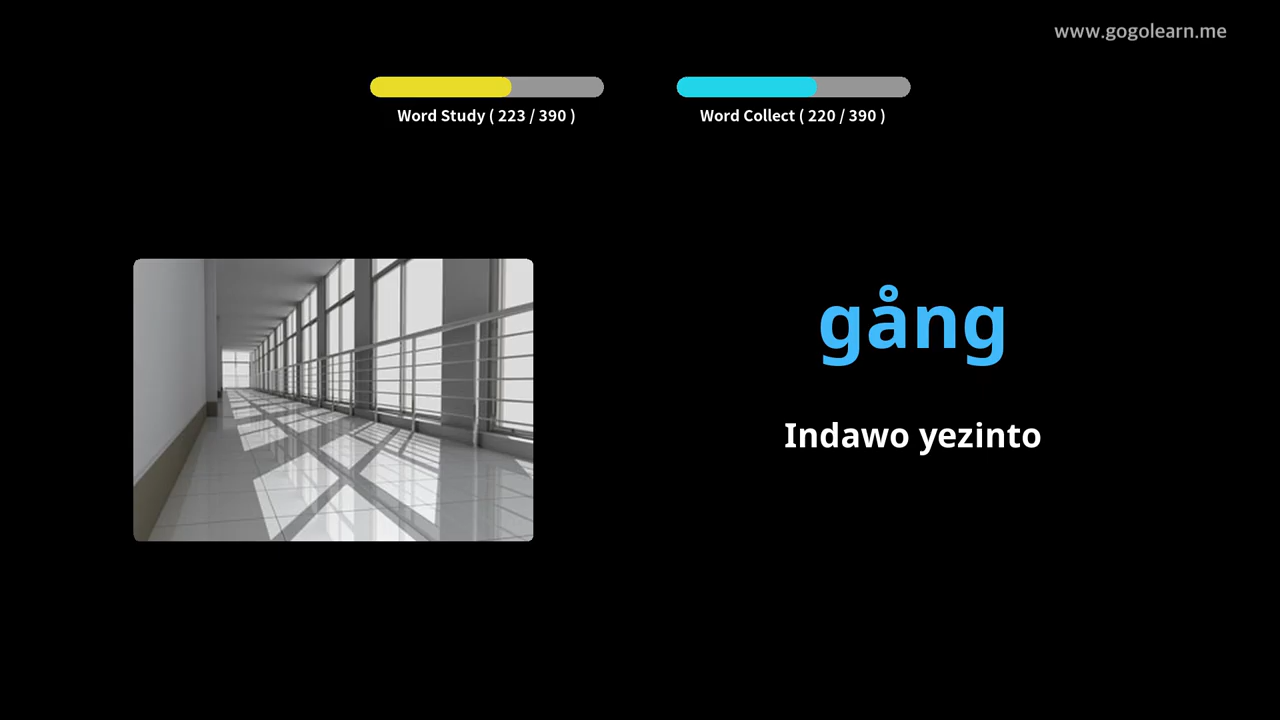 www.gogolearn.me
Word Study ( 223 / 390 )
Word Collect ( 220 / 390 )
gång
Indawo yezinto